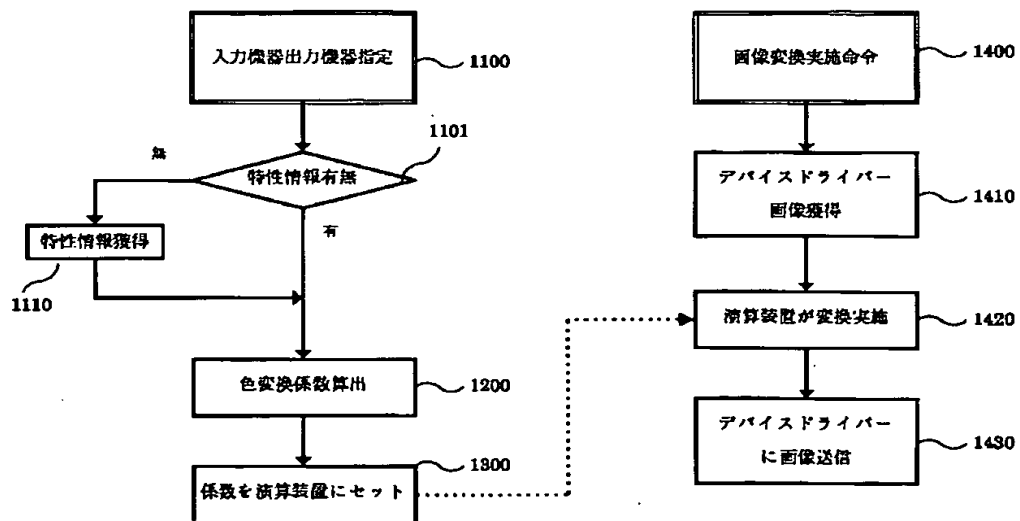 入力機器出力機器指定
1100
1101
無
特性情報有無
有
特性情報獲得
1110
色変換係数算出
1200
1300
係数を演算装置にセット
画像変換実施命令
1400
デバイスドライバー
画像獲得
1410
演算装置が変換実施
1420
デバイスドライバー
に画像送信
1430